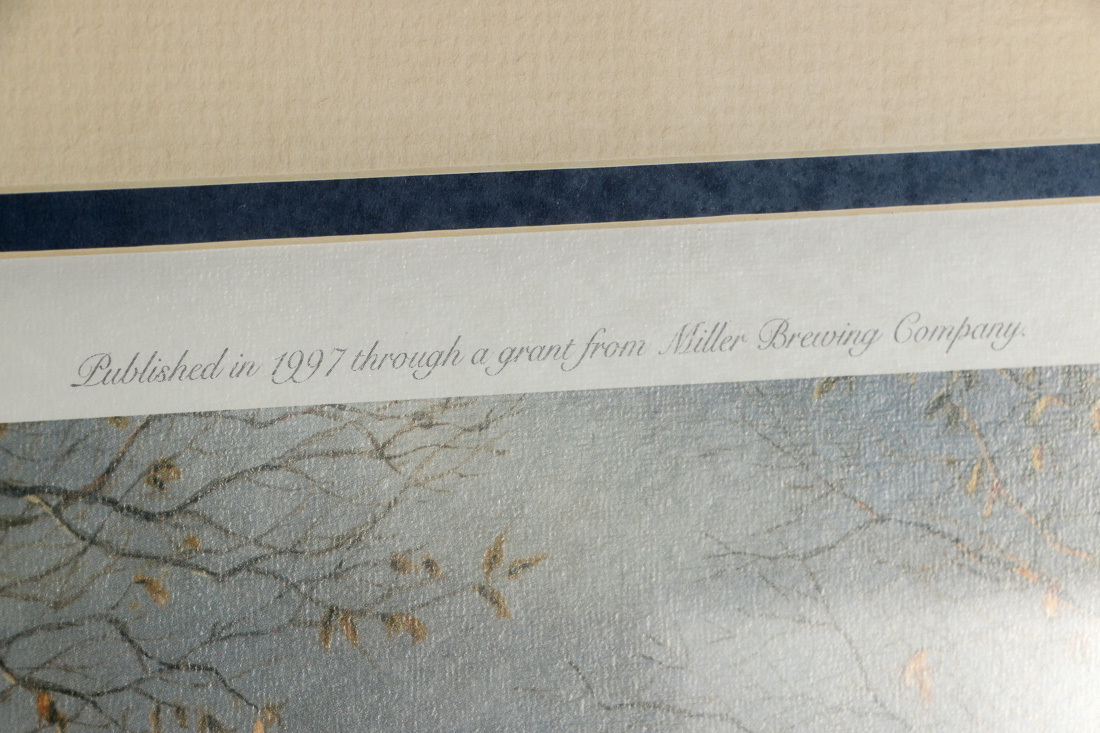 Published in 1997 through a grant from Miller Brewing Company.